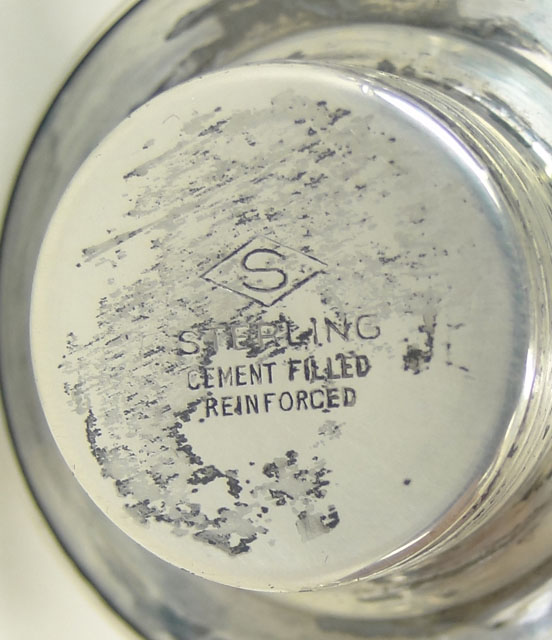 S
STERLING
CEMENT FILLED
REINFORCED